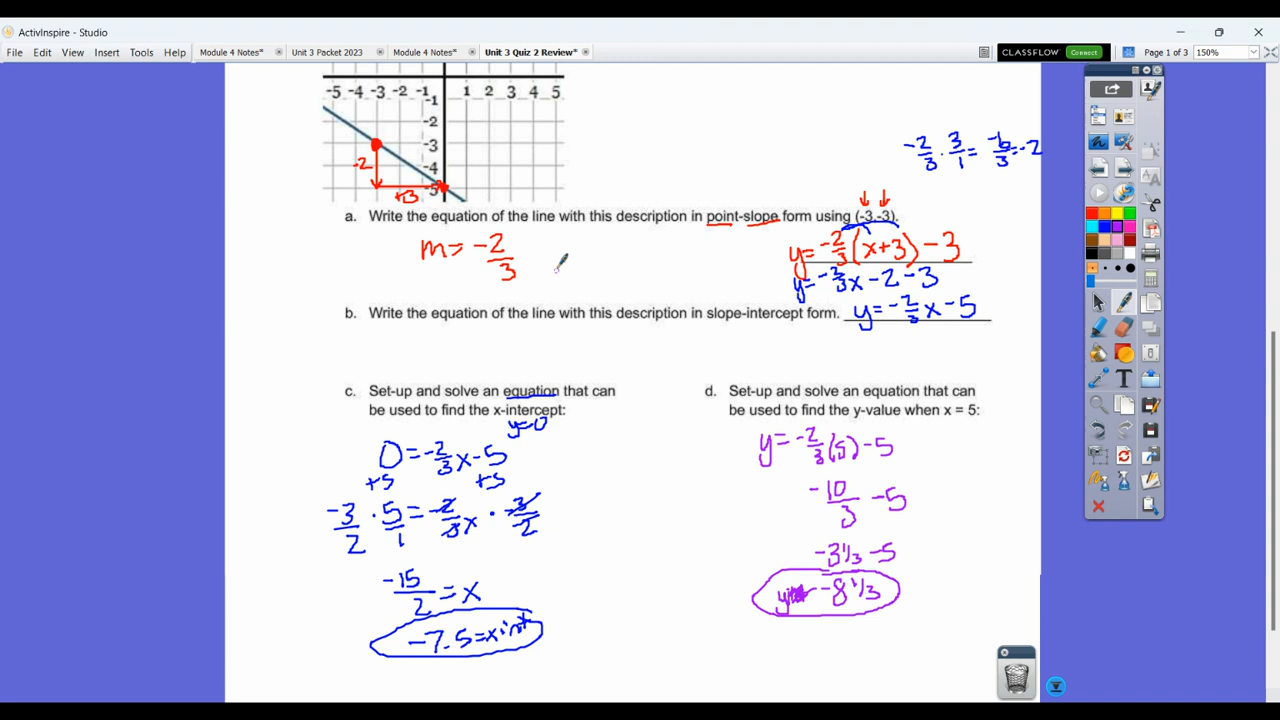 ActivInspire - Studio
File Edit View Insert Tools Help
Module 4 Notes* Unit 3 Packet 2023 Module 4 Notes* Unit 3 Quiz 2 Review*
CLASSFLOW Connect Page 1 of 3 150%
-5 -4 -3 -2 -1 1 2 3 4 5
-1
-2
-3
-4
-5
-2
+3
-2/3 · 3/1 = -6/3 = -2
a. Write the equation of the line with this description in point-slope form using (-3,-3).
m = -2/3
y = -2/3(x+3) - 3
y = -2/3x - 2 - 3
b. Write the equation of the line with this description in slope-intercept form. y = -2/3x - 5
c. Set-up and solve an equation that can
be used to find the x-intercept:
y=0
0 = -2/3x - 5
+5 +5
-3/2 · 5/1 = -2/3x · -3/2
-15/2 = x
-7.5 = x int
d. Set-up and solve an equation that can
be used to find the y-value when x = 5:
y = -2/3(5) - 5
-10/3 - 5
-3 1/3 - 5
-8 1/3
T